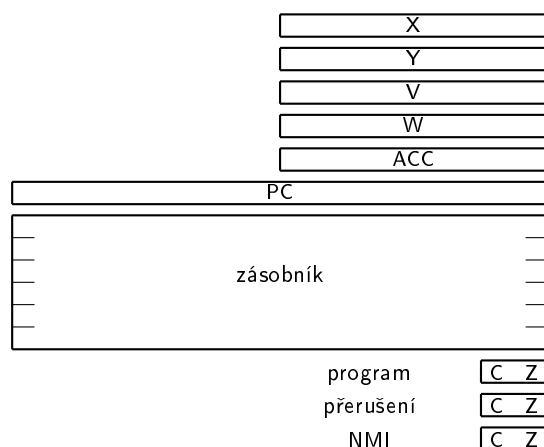 X
Y
V
W
ACC
PC
zásobník
program C Z
přerušení C Z
NMI C Z